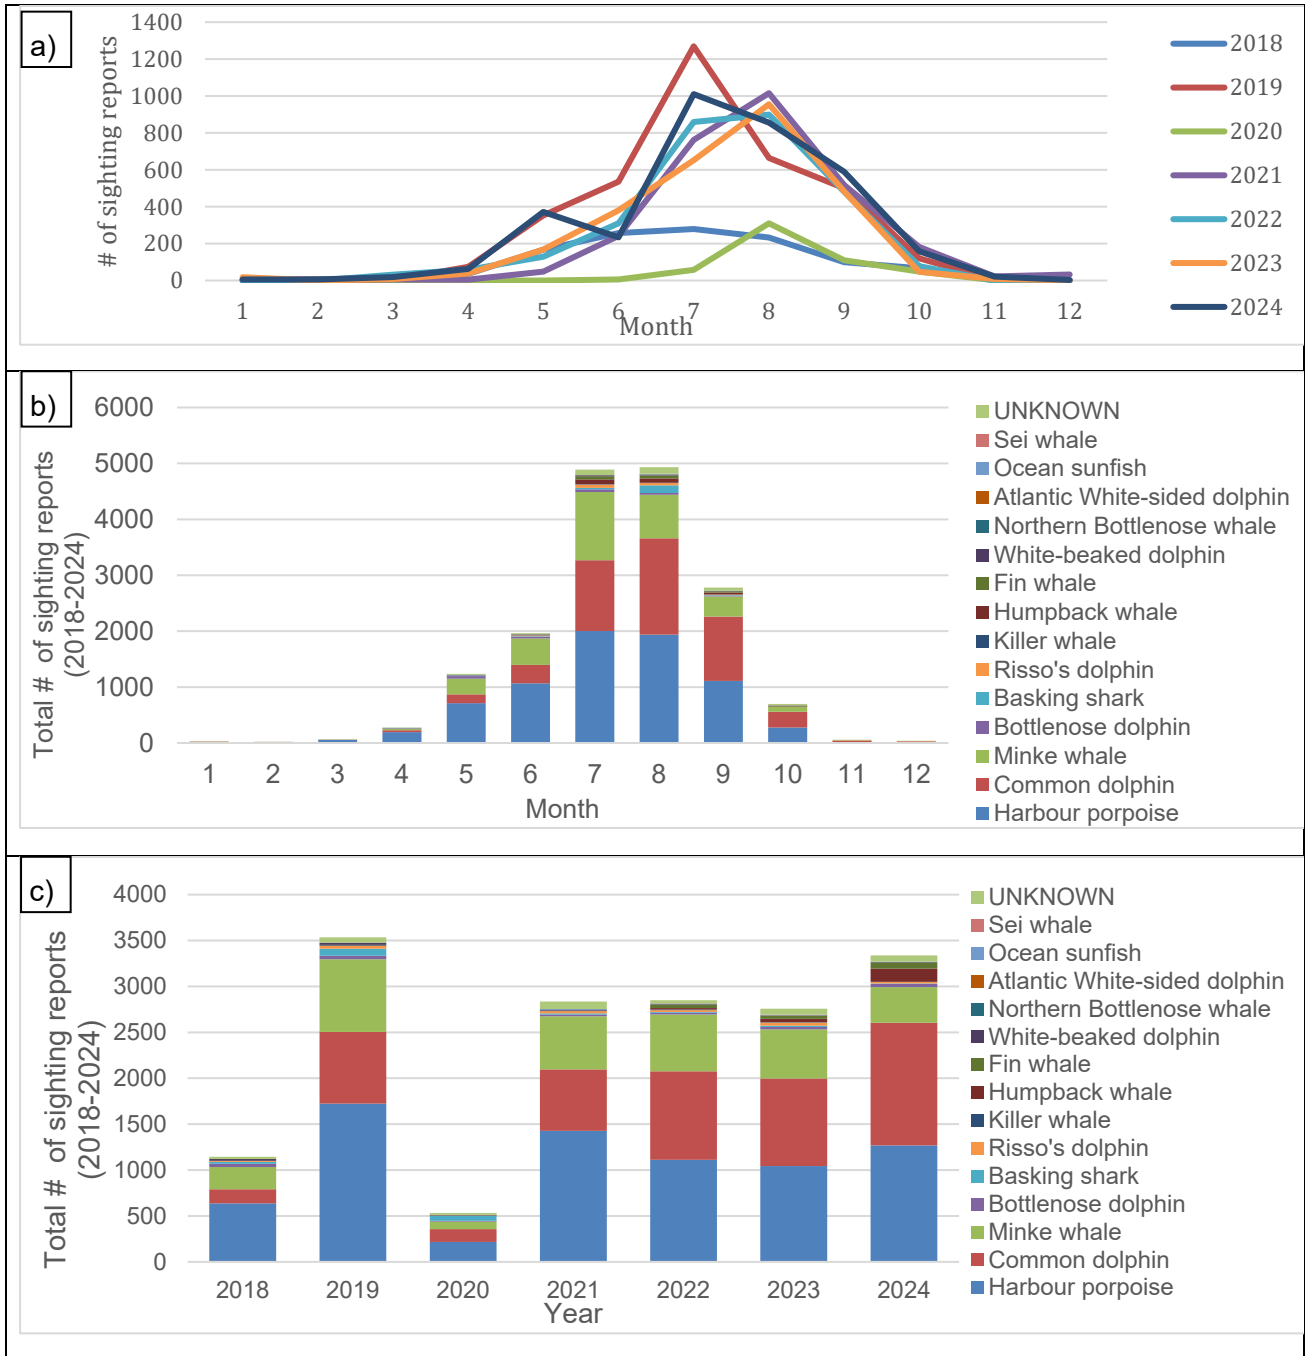 a)
# of sighting reports
1400
1200
1000
800
600
400
200
0
1 2 3 4 5 6 7 8 9 10 11 12
Month
2018
2019
2020
2021
2022
2023
2024
b)
Total # of sighting reports
(2018-2024)
6000
5000
4000
3000
2000
1000
0
1 2 3 4 5 6 7 8 9 10 11 12
Month
UNKNOWN
Sei whale
Ocean sunfish
Atlantic White-sided dolphin
Northern Bottlenose whale
White-beaked dolphin
Fin whale
Humpback whale
Killer whale
Risso's dolphin
Basking shark
Bottlenose dolphin
Minke whale
Common dolphin
Harbour porpoise
c)
Total # of sighting reports
(2018-2024)
4000
3500
3000
2500
2000
1500
1000
500
0
2018 2019 2020 2021 2022 2023 2024
Year
UNKNOWN
Sei whale
Ocean sunfish
Atlantic White-sided dolphin
Northern Bottlenose whale
White-beaked dolphin
Fin whale
Humpback whale
Killer whale
Risso's dolphin
Basking shark
Bottlenose dolphin
Minke whale
Common dolphin
Harbour porpoise